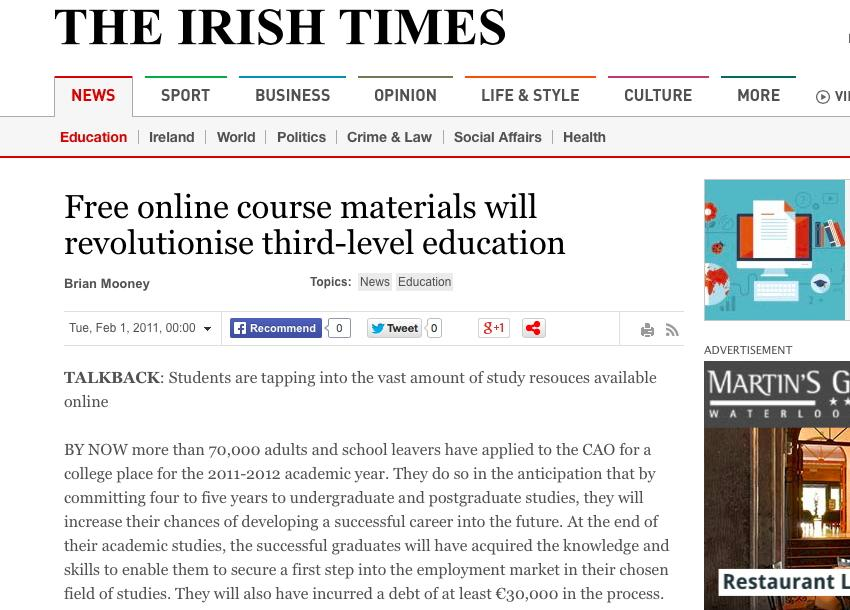 THE IRISH TIMES
NEWS SPORT BUSINESS OPINION LIFE & STYLE CULTURE MORE
Education Ireland World Politics Crime & Law Social Affairs Health
Free online course materials will
revolutionise third-level education
Brian Mooney Topics: News Education
Tue, Feb 1, 2011, 00:00 Recommend 0 Tweet 0 g+1
TALKBACK: Students are tapping into the vast amount of study resouces available
online
BY NOW more than 70,000 adults and school leavers have applied to the CAO for a
college place for the 2011-2012 academic year. They do so in the anticipation that by
committing four to five years to undergraduate and postgraduate studies, they will
increase their chances of developing a successful career into the future. At the end of
their academic studies, the successful graduates will have acquired the knowledge and
skills to enable them to secure a first step into the employment market in their chosen
field of studies. They will also have incurred a debt of at least €30,000 in the process.
ADVERTISEMENT
MARTIN'S G
WATERLOO
Restaurant L